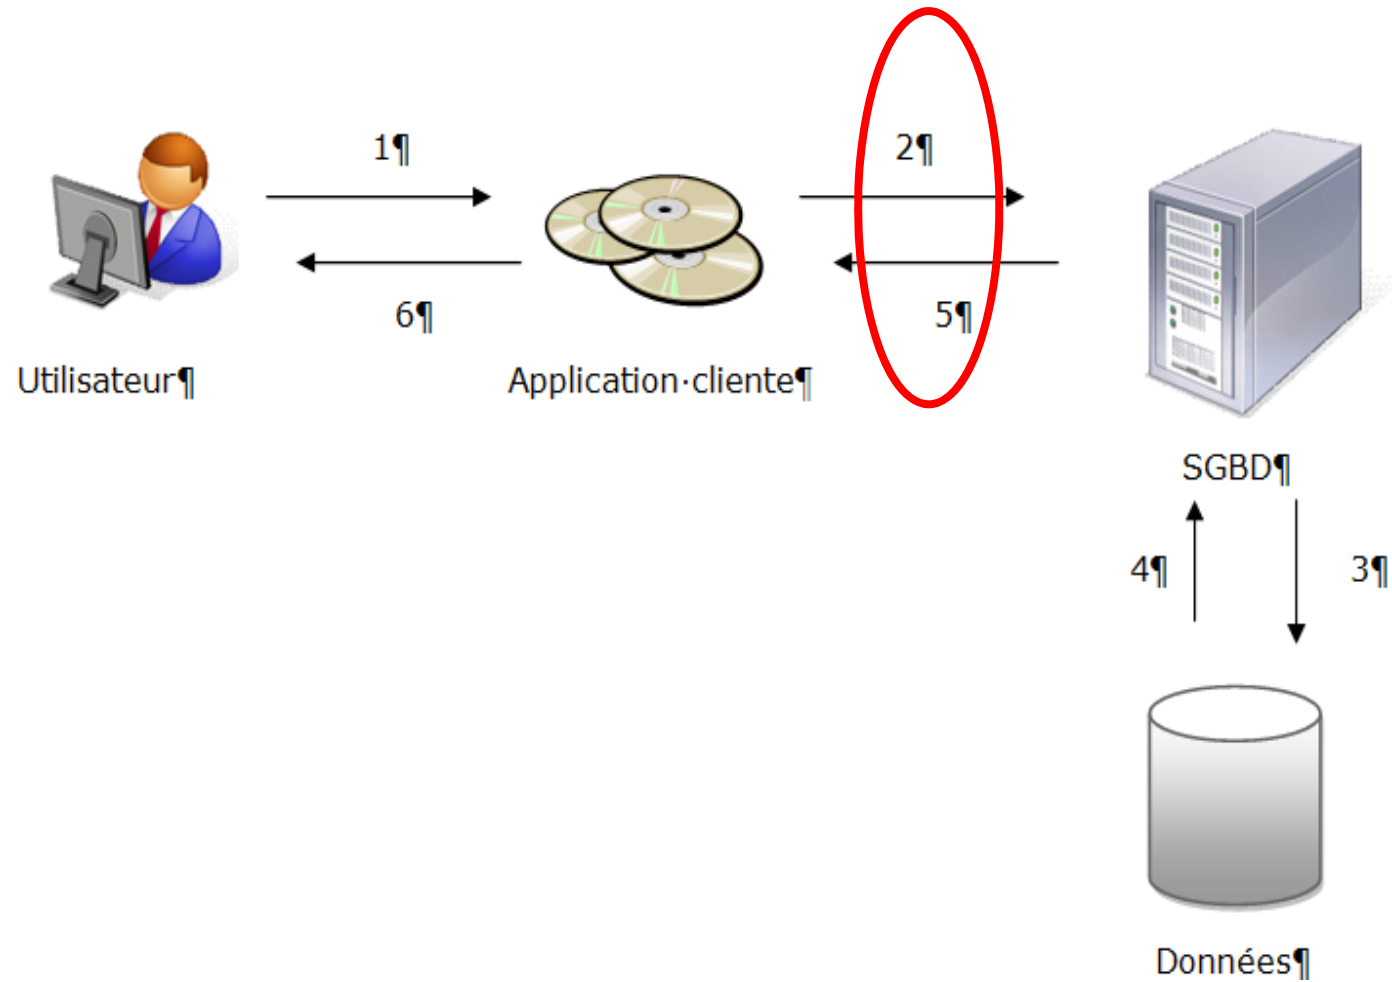 1¶
2¶
6¶
5¶
Utilisateur¶
Application·cliente¶
SGBD¶
4¶
3¶
Données¶